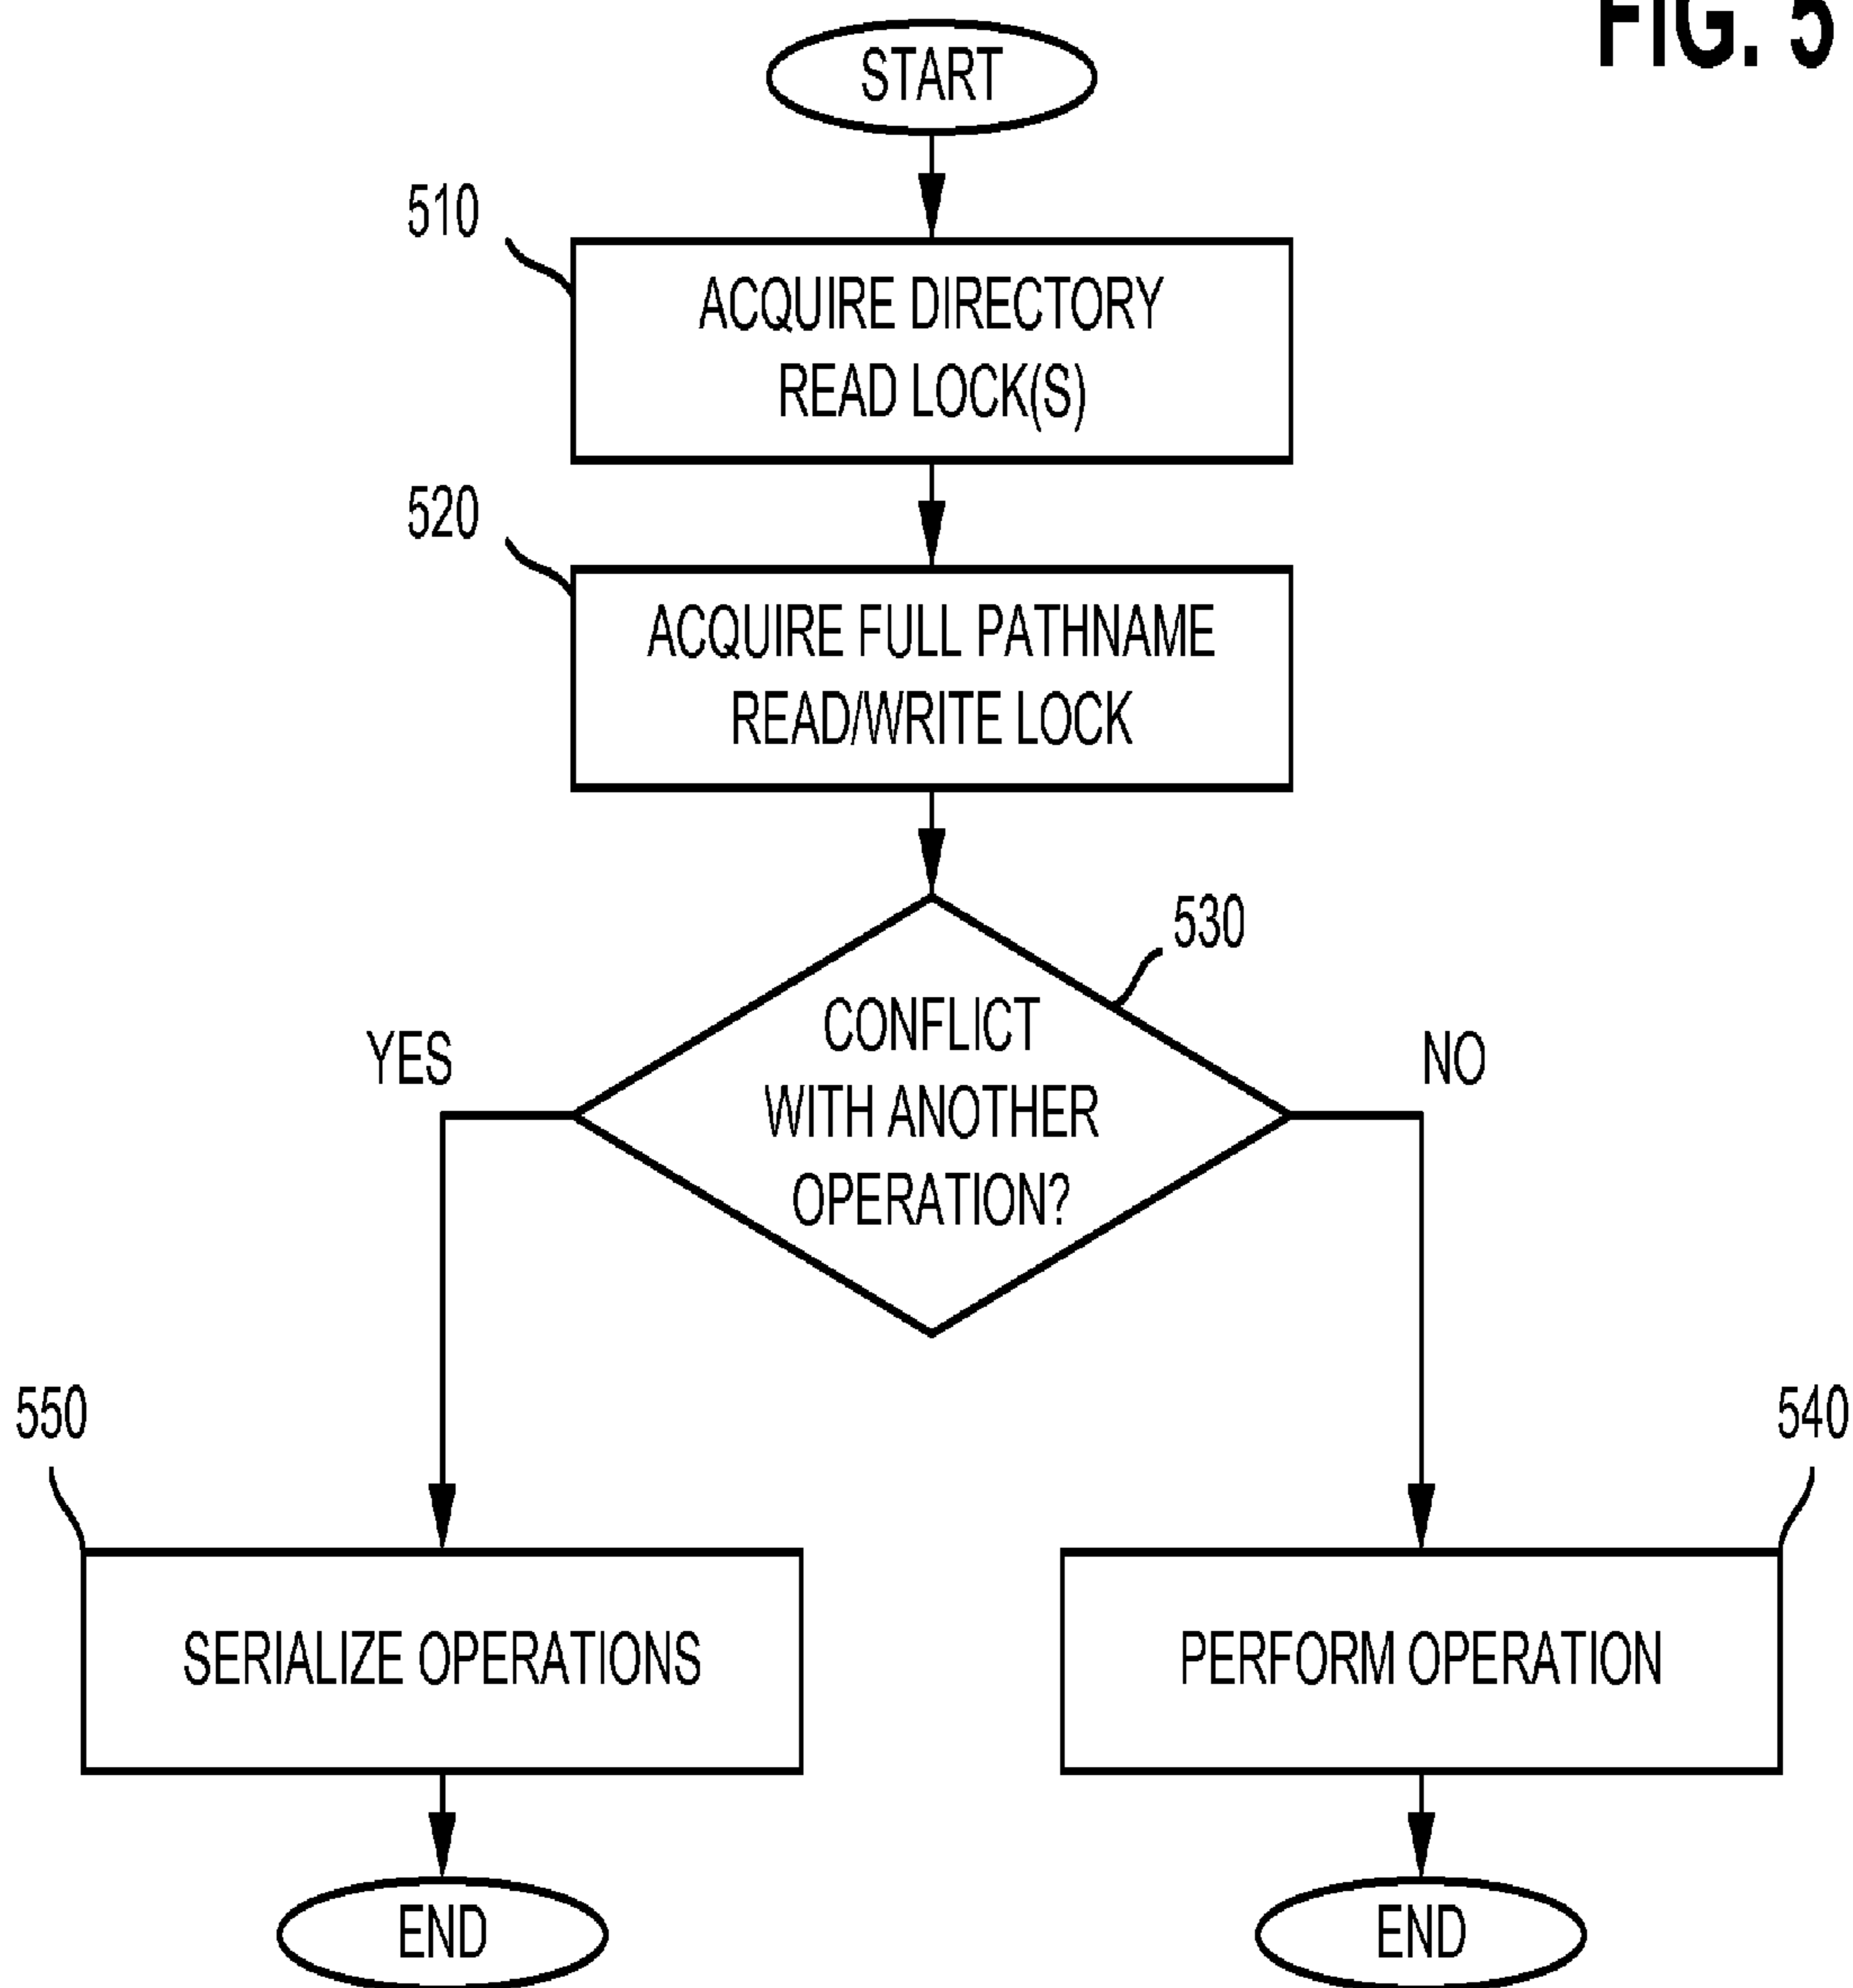 FIG. 5
START
510
ACQUIRE DIRECTORY
READ LOCK(S)
520
ACQUIRE FULL PATHNAME
READ/WRITE LOCK
530
CONFLICT
WITH ANOTHER
OPERATION?
YES
NO
550
540
SERIALIZE OPERATIONS
PERFORM OPERATION
END
END